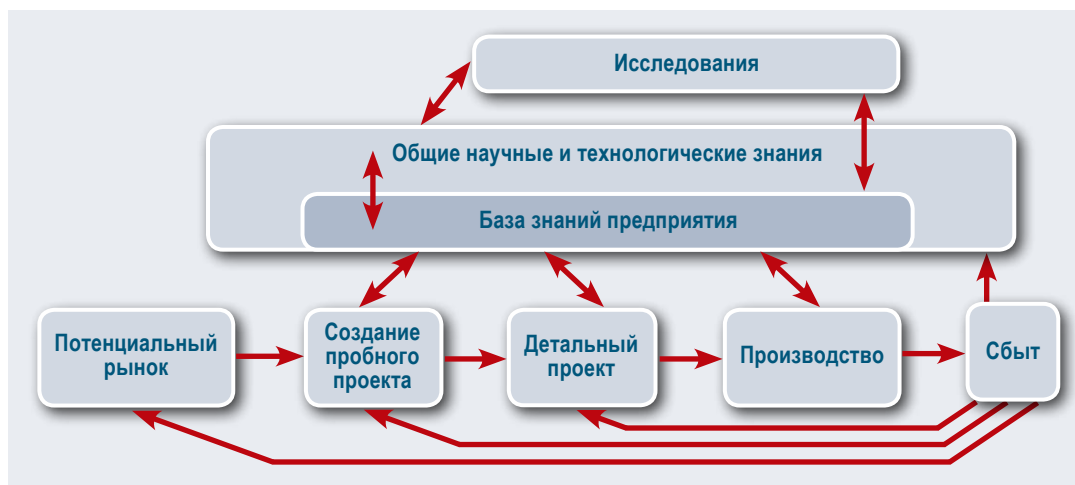 Исследования
Общие научные и технологические знания
База знаний предприятия
Потенциальный
рынок
Создание
пробного
проекта
Детальный
проект
Производство
Сбыт